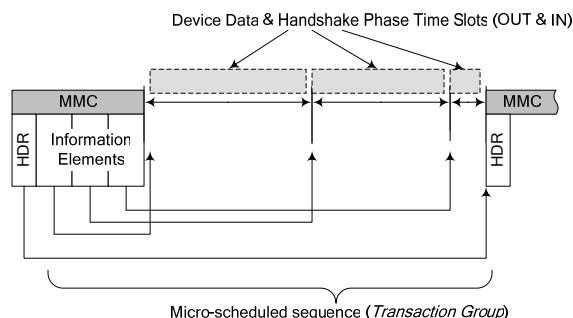 Device Data & Handshake Phase Time Slots (OUT & IN)
MMC
MMC
HDR
Information
Elements
HDR
Micro-scheduled sequence (Transaction Group)